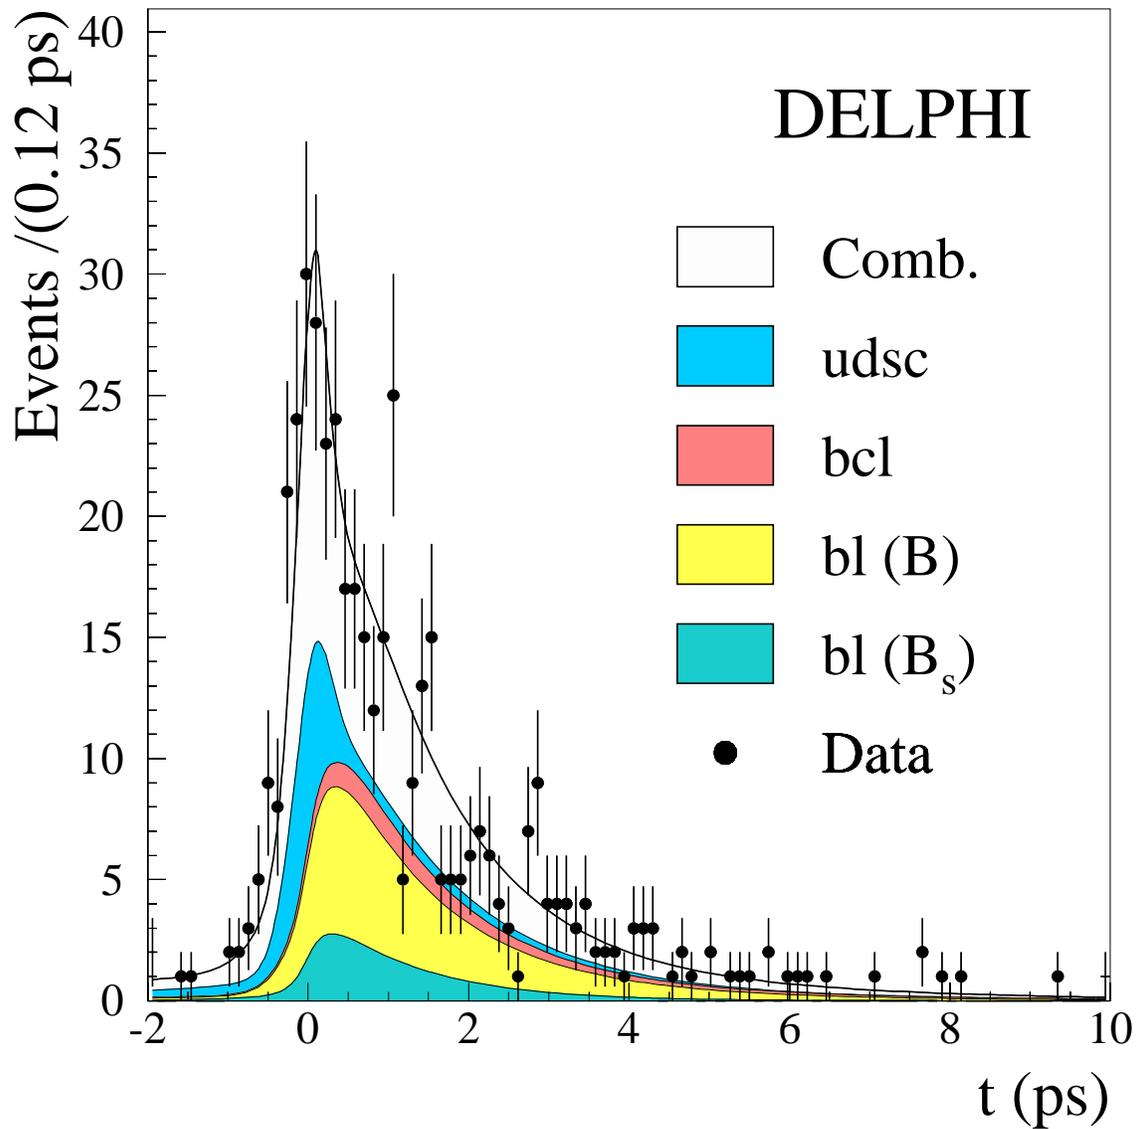 Events /(0.12 ps)
40
35
30
25
20
15
10
5
0
DELPHI
Comb.
udsc
bcl
bl (B)
bl (Bs)
Data
-2 0 2 4 6 8 10
t (ps)